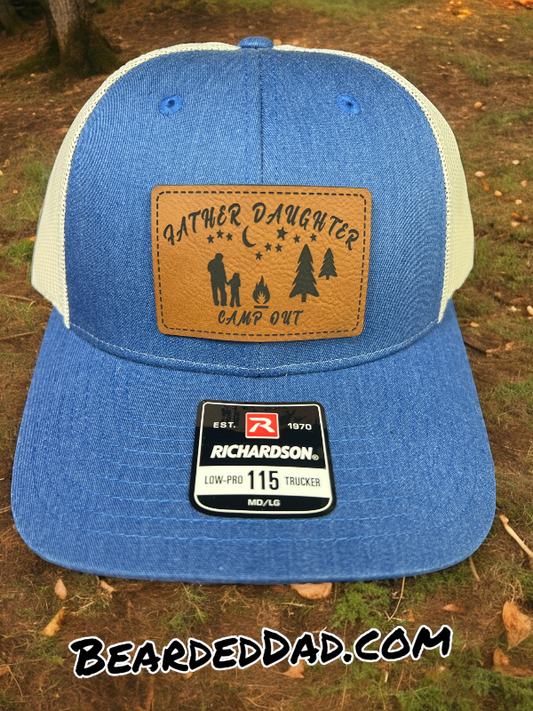 FATHER DAUGHTER
CAMP OUT
EST. R 1970
RICHARDSON®
LOW-PRO 115 TRUCKER
MD/LG
BEARDEDDAD.COM